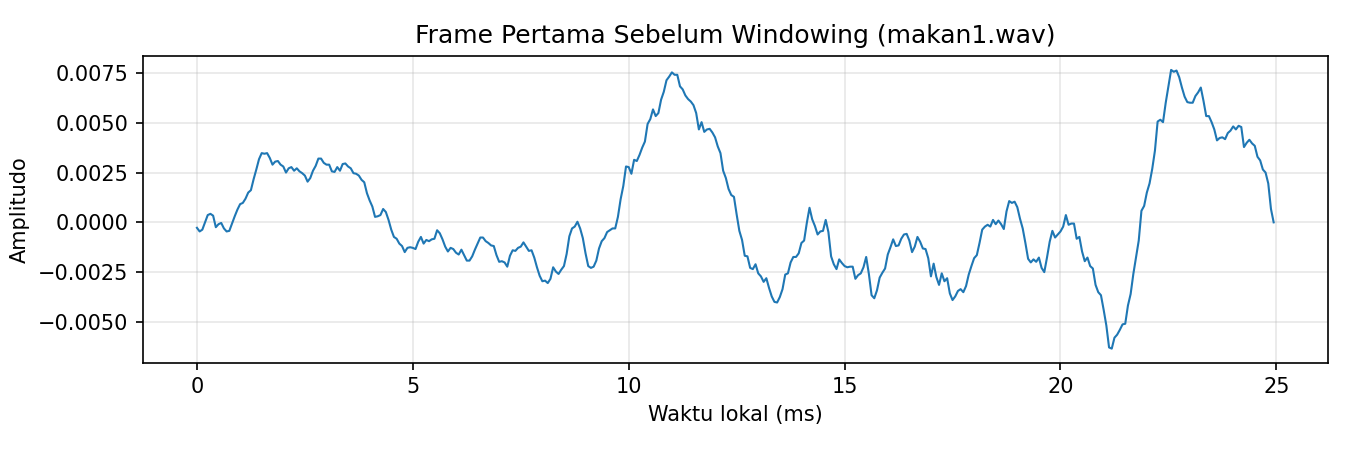 Frame Pertama Sebelum Windowing (makan1.wav)
Amplitudo
0.0075
0.0050
0.0025
0.0000
−0.0025
−0.0050
0 5 10 15 20 25
Waktu lokal (ms)